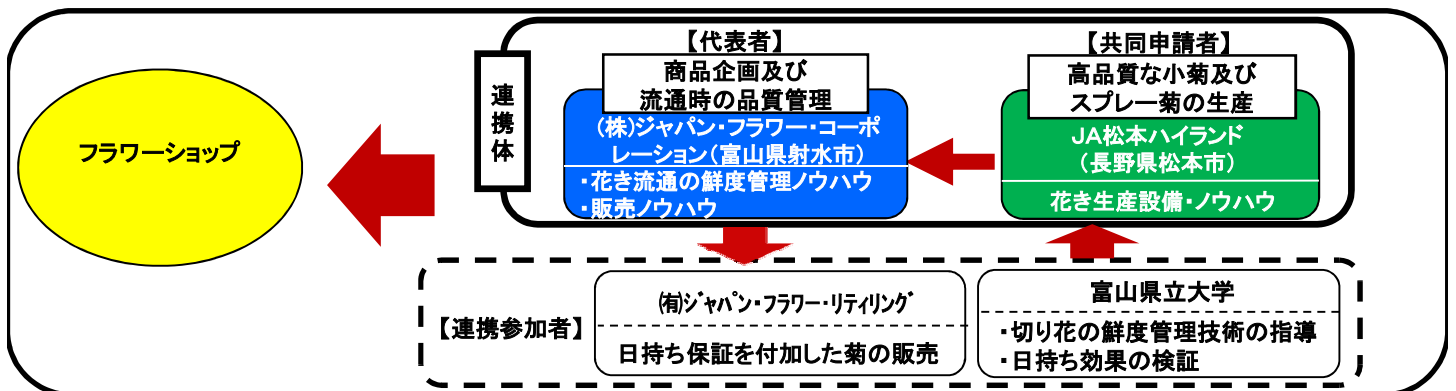 フラワーショップ
連携体
【代表者】
商品企画及び
流通時の品質管理
(株)ジャパン・フラワー・コーポ
レーション(富山県射水市)
・花き流通の鮮度管理ノウハウ
・販売ノウハウ
【共同申請者】
高品質な小菊及び
スプレー菊の生産
JA松本ハイランド
(長野県松本市)
花き生産設備・ノウハウ
【連携参加者】
㈲ジャパン・フラワー・リティリング
日持ち保証を付加した菊の販売
富山県立大学
・切り花の鮮度管理技術の指導
・日持ち効果の検証